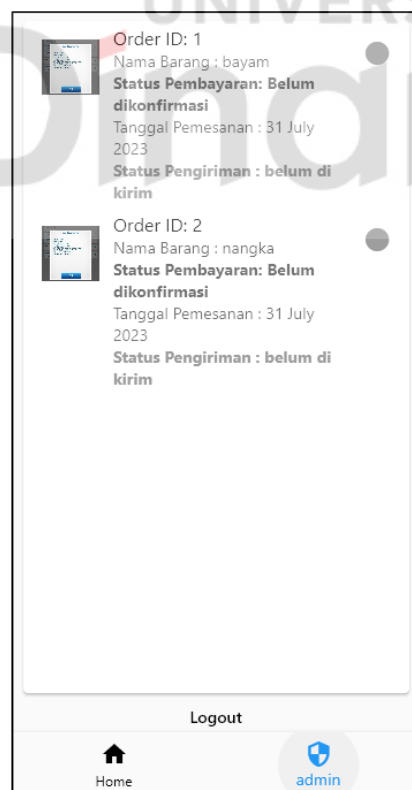 UNIVERS
Dinar
Order ID: 1
Nama Barang : bayam
Status Pembayaran: Belum
dikonfirmasi
Tanggal Pemesanan : 31 July
2023
Status Pengiriman : belum di
kirim
Order ID: 2
Nama Barang : nangka
Status Pembayaran: Belum
dikonfirmasi
Tanggal Pemesanan : 31 July
2023
Status Pengiriman : belum di
kirim
Logout
Home
admin